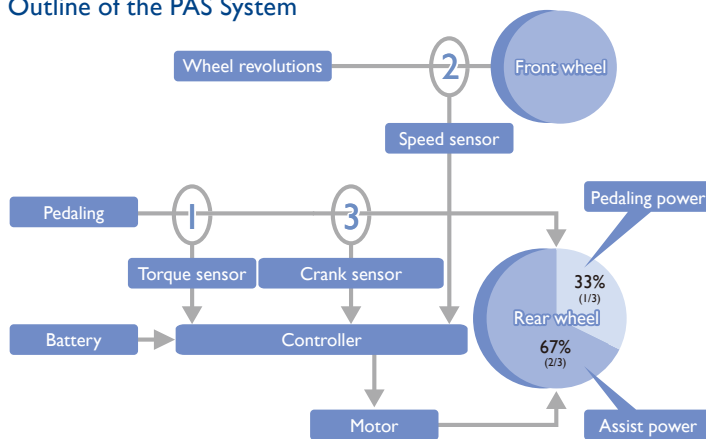 Outline of the PAS System
Wheel revolutions
2
Front wheel
Speed sensor
Pedaling
1
3
Pedaling power
Torque sensor
Crank sensor
33%
(1/3)
Rear wheel
67%
(2/3)
Battery
Controller
Motor
Assist power